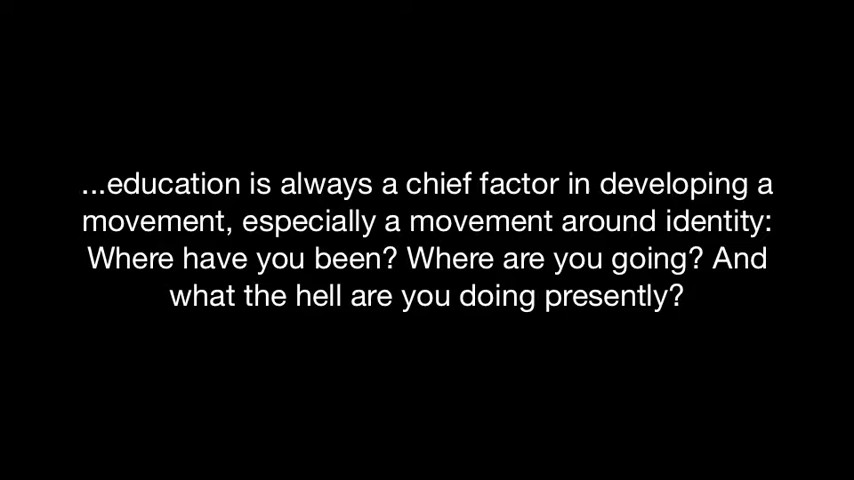 ...education is always a chief factor in developing a
movement, especially a movement around identity:
Where have you been? Where are you going? And
what the hell are you doing presently?